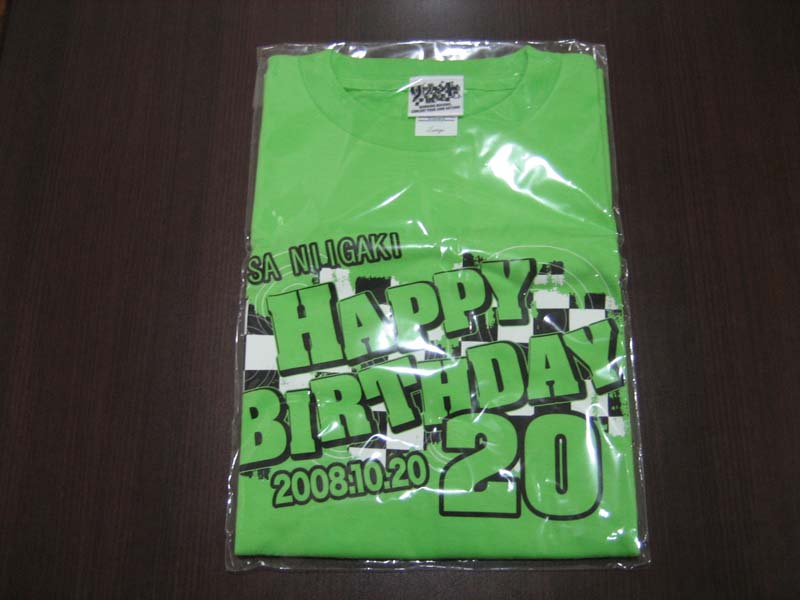 SA NIIGAKI
HAPPY
BIRTHDAY
2008.10.20
20